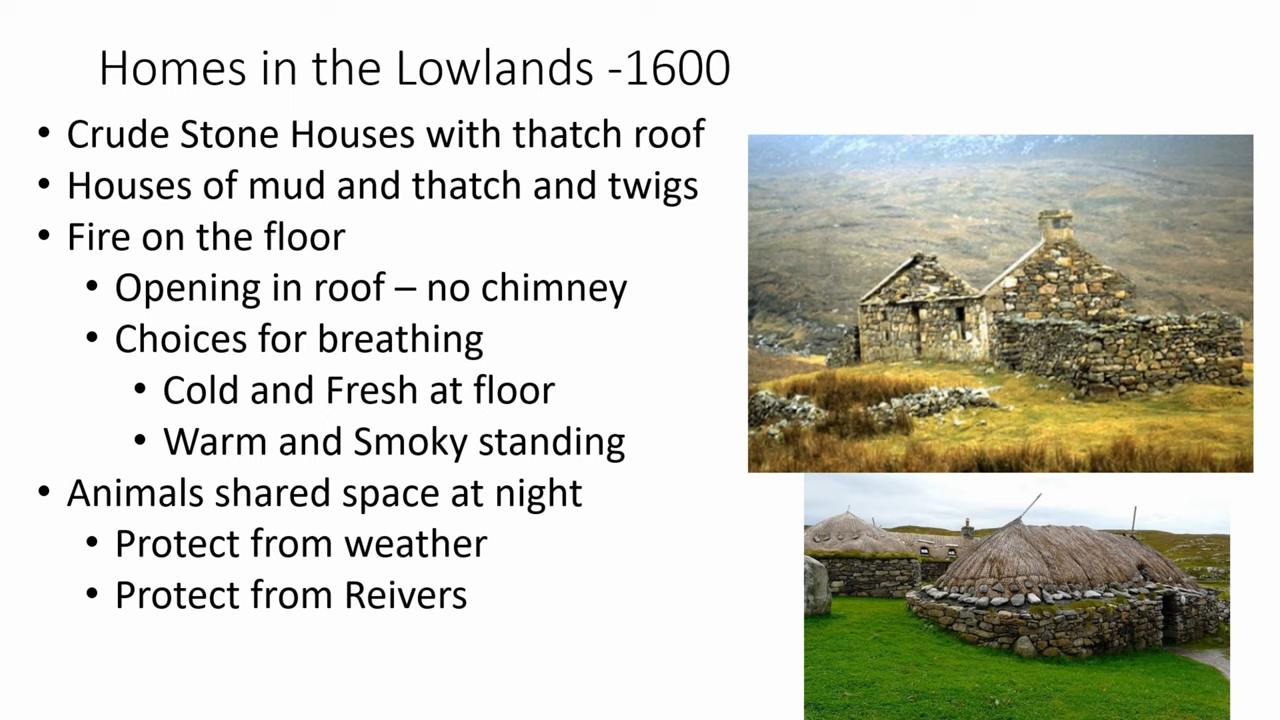 Homes in the Lowlands -1600
• Crude Stone Houses with thatch roof
• Houses of mud and thatch and twigs
• Fire on the floor
• Opening in roof – no chimney
• Choices for breathing
• Cold and Fresh at floor
• Warm and Smoky standing
• Animals shared space at night
• Protect from weather
• Protect from Reivers